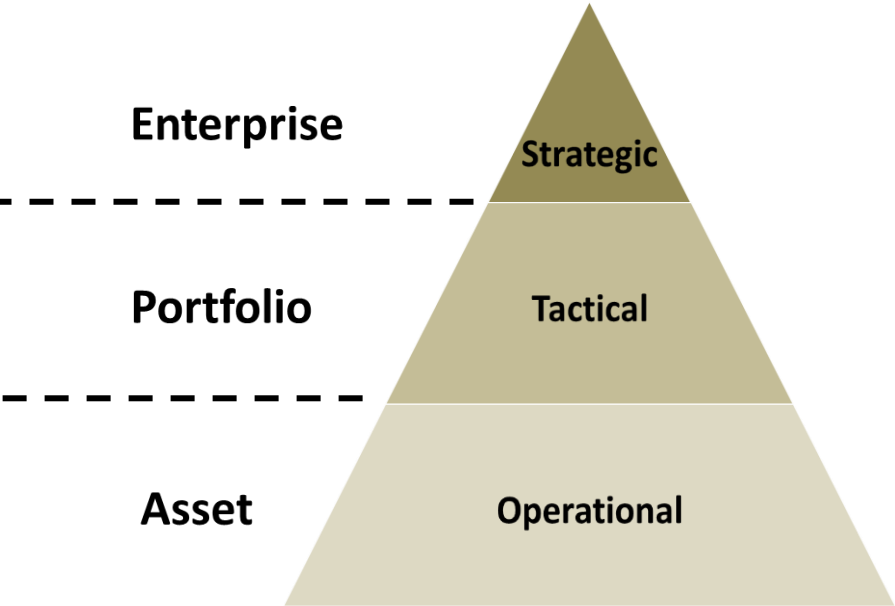 Enterprise
Strategic
Portfolio
Tactical
Asset
Operational